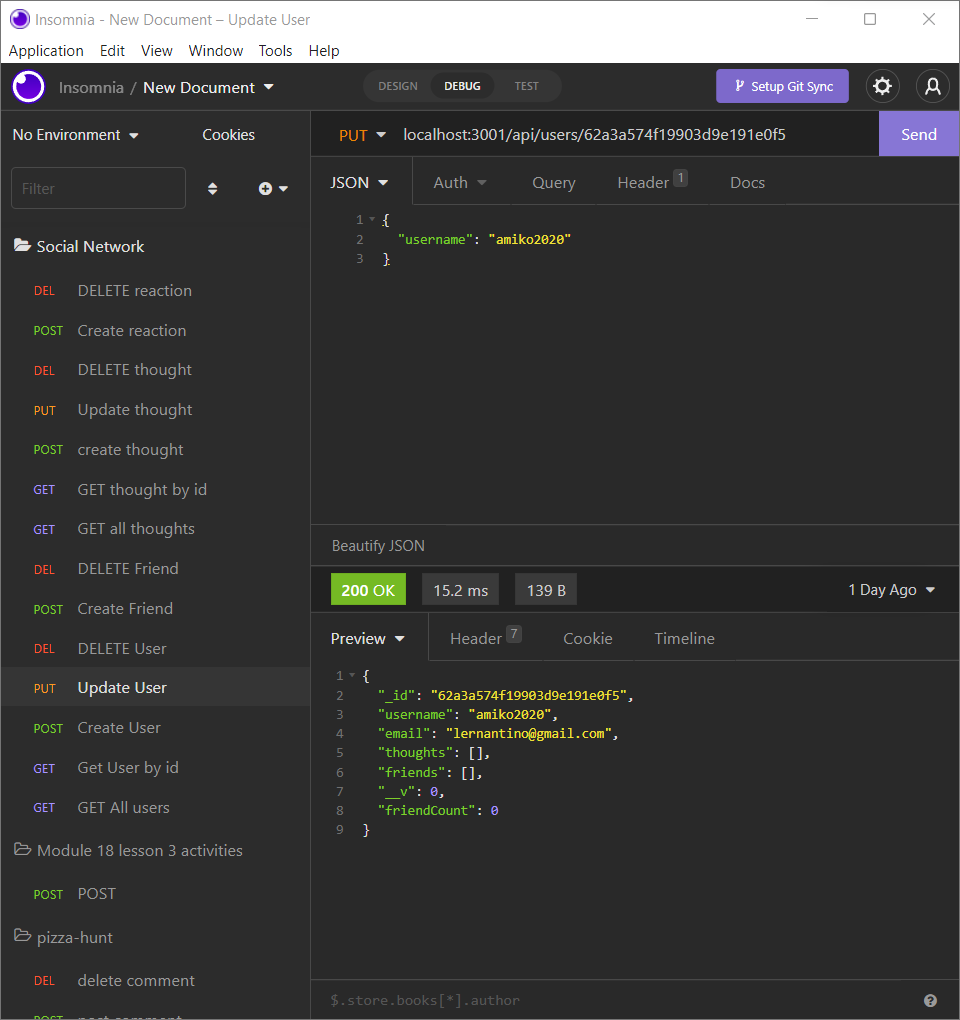 Insomnia - New Document – Update User
Application Edit View Window Tools Help
Insomnia / New Document
DESIGN DEBUG TEST
Setup Git Sync
No Environment Cookies
Filter
Social Network
DEL DELETE reaction
POST Create reaction
DEL DELETE thought
PUT Update thought
POST create thought
GET GET thought by id
GET GET all thoughts
DEL DELETE Friend
POST Create Friend
DEL DELETE User
PUT Update User
POST Create User
GET Get User by id
GET GET All users
Module 18 lesson 3 activities
POST POST
pizza-hunt
DEL delete comment
POST post comment
PUT localhost:3001/api/users/62a3a574f19903d9e191e0f5 Send
JSON Auth Query Header 1 Docs
1 {
2 "username": "amiko2020"
3 }
Beautify JSON
200 OK 15.2 ms 139 B 1 Day Ago
Preview Header 7 Cookie Timeline
1 {
2 "_id": "62a3a574f19903d9e191e0f5",
3 "username": "amiko2020",
4 "email": "lernantino@gmail.com",
5 "thoughts": [],
6 "friends": [],
7 "__v": 0,
8 "friendCount": 0
9 }
$.store.books[*].author